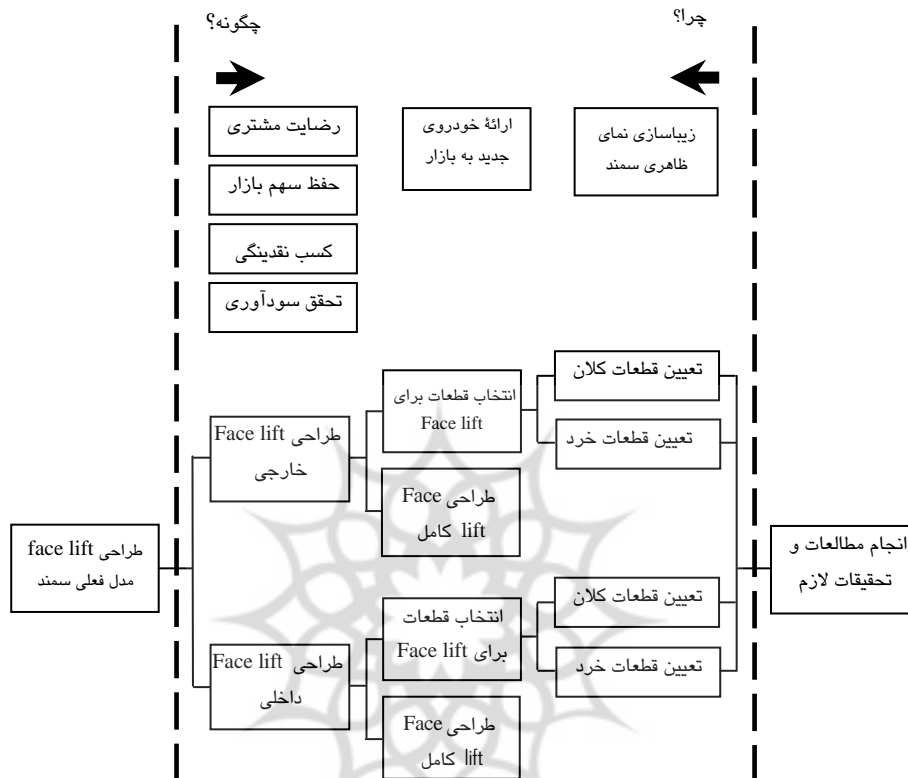 چرا؟
چگونه؟
زیباسازی نمای
ظاهری سمند
ارائۀ خودروی
جدید به بازار
رضایت مشتری
حفظ سهم بازار
کسب نقدینگی
تحقق سودآوری
طراحی face lift
مدل فعلی سمند
طراحی Face lift
خارجی
انتخاب قطعات برای
Face lift
تعیین قطعات کلان
تعیین قطعات خرد
طراحی Face
lift کامل
طراحی Face lift
داخلی
انتخاب قطعات
برای Face lift
تعیین قطعات کلان
تعیین قطعات خرد
طراحی Face
lift کامل
انجام مطالعات و
تحقیقات لازم